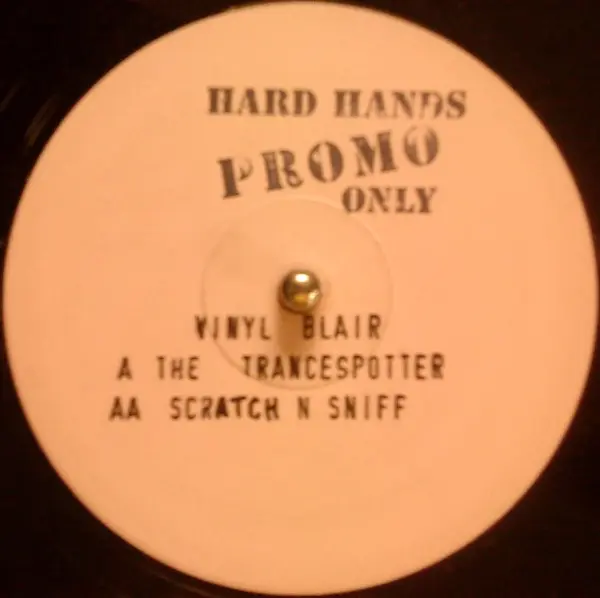 HARD HANDS
PROMO
ONLY
VINYL BLAIR
A THE TRANCESPOTTER
AA SCRATCH N SNIFF